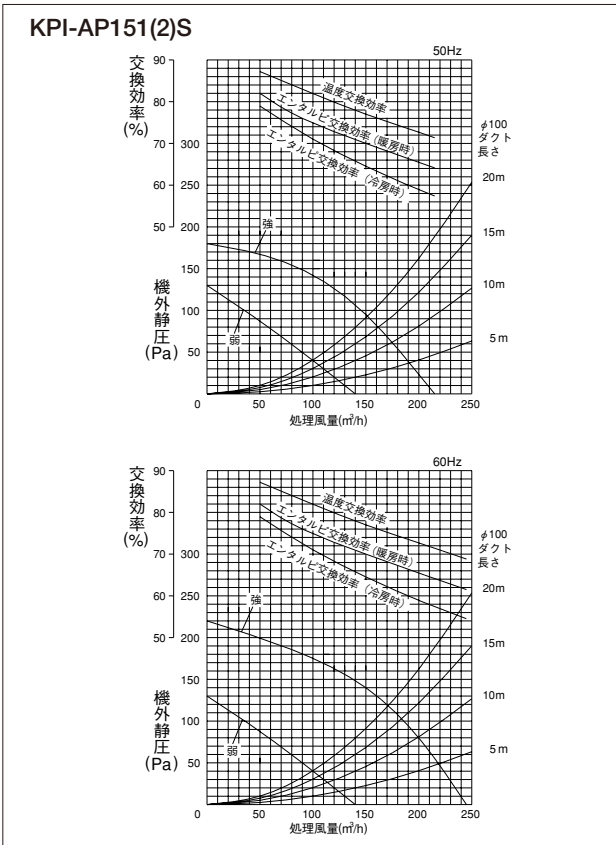 KPI-AP151(2)S
50Hz
交換効率(%)
90
80
70
60
50
機外静圧(Pa)
300
250
200
150
100
50
温度交換効率
エンタルピ交換効率(暖房時)
エンタルピ交換効率(冷房時)
強
弱
φ100
ダクト
長さ
20m
15m
10m
5m
0
50
100
150
200
250
処理風量(m³/h)
60Hz
交換効率(%)
90
80
70
60
50
機外静圧(Pa)
300
250
200
150
100
50
温度交換効率
エンタルピ交換効率(暖房時)
エンタルピ交換効率(冷房時)
強
弱
φ100
ダクト
長さ
20m
15m
10m
5m
0
50
100
150
200
250
処理風量(m³/h)